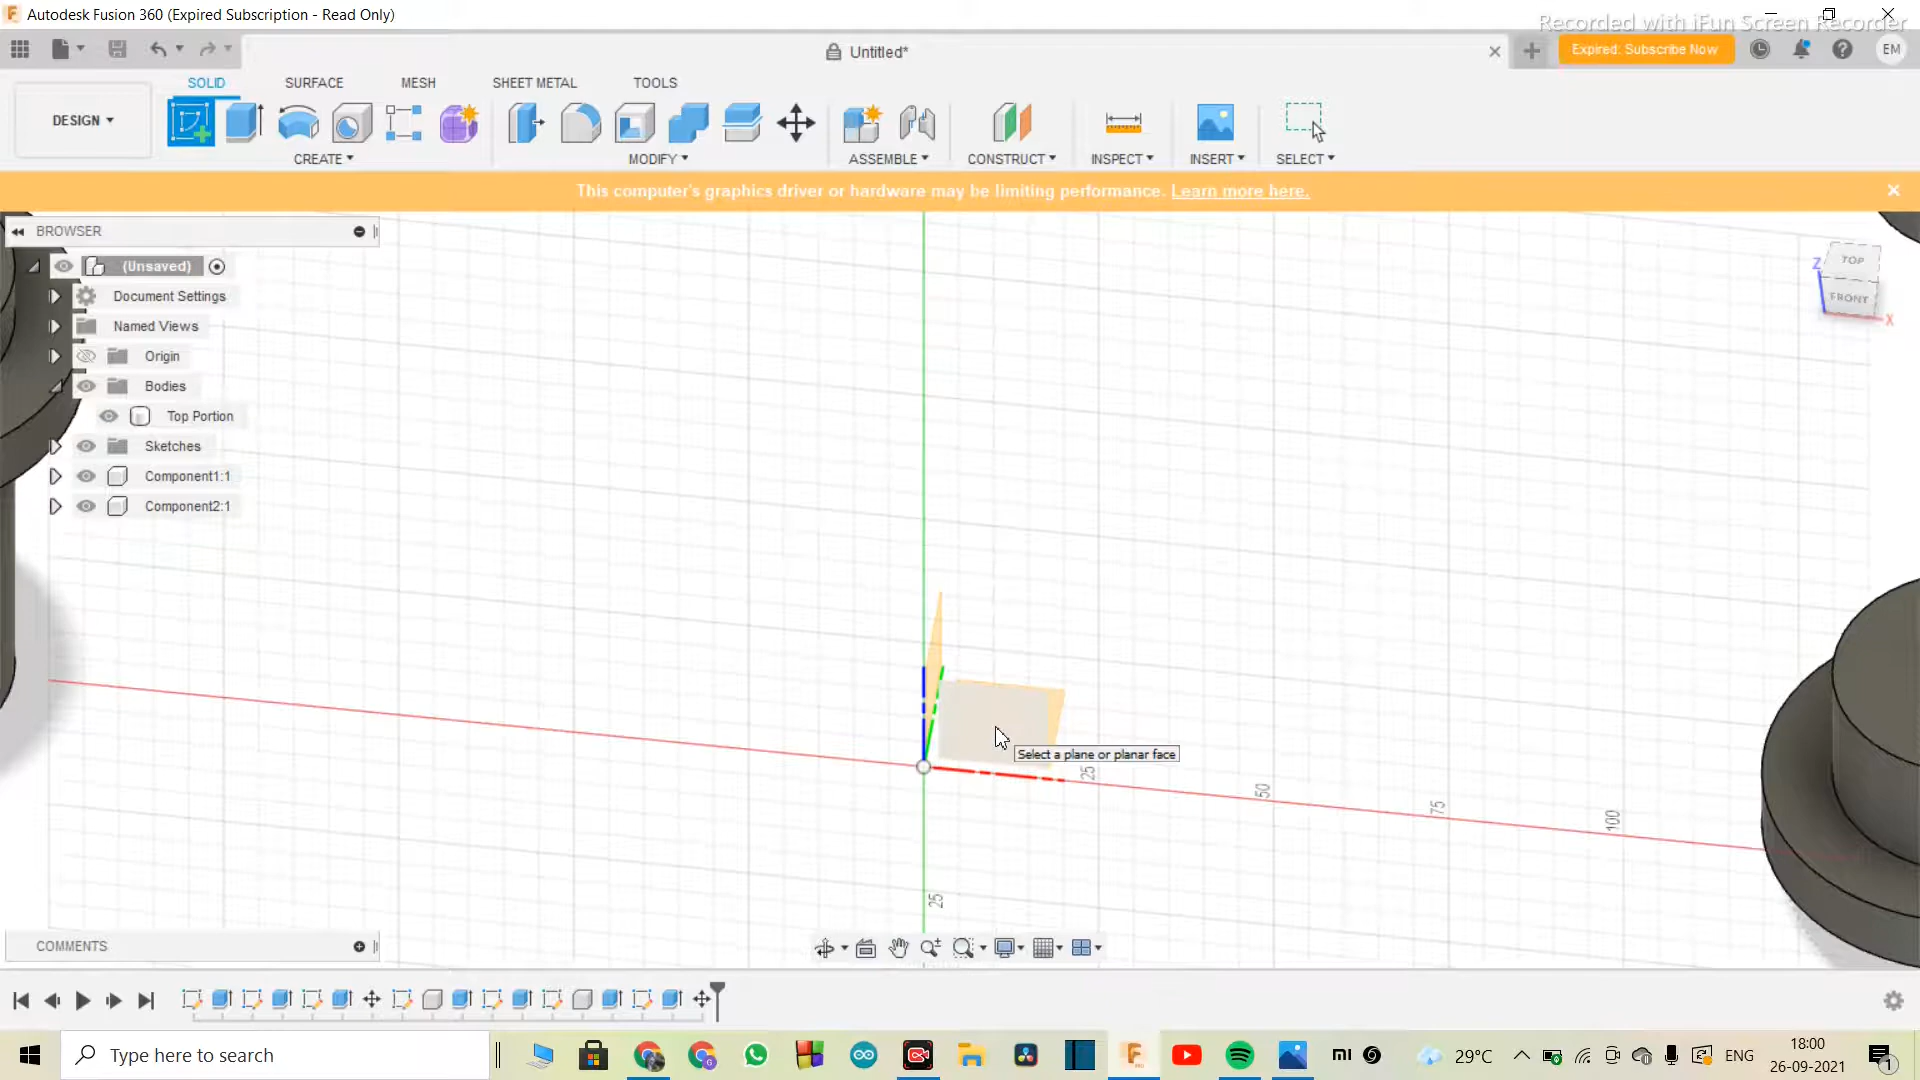 Autodesk Fusion 360 (Expired Subscription - Read Only)
Recorded with iFun Screen Recorder
Untitled*
Expired: Subscribe Now
EM
SOLID
SURFACE
MESH
SHEET METAL
TOOLS
DESIGN
CREATE
MODIFY
ASSEMBLE
CONSTRUCT
INSPECT
INSERT
SELECT
This computer's graphics driver or hardware may be limiting performance. Learn more here.
BROWSER
(Unsaved)
Document Settings
Named Views
Origin
Bodies
Top Portion
Sketches
Component1:1
Component2:1
TOP
FRONT
Z
X
Select a plane or planar face
25
50
75
100
25
COMMENTS
Type here to search
mi
29°C
ENG
18:00
26-09-2021
1